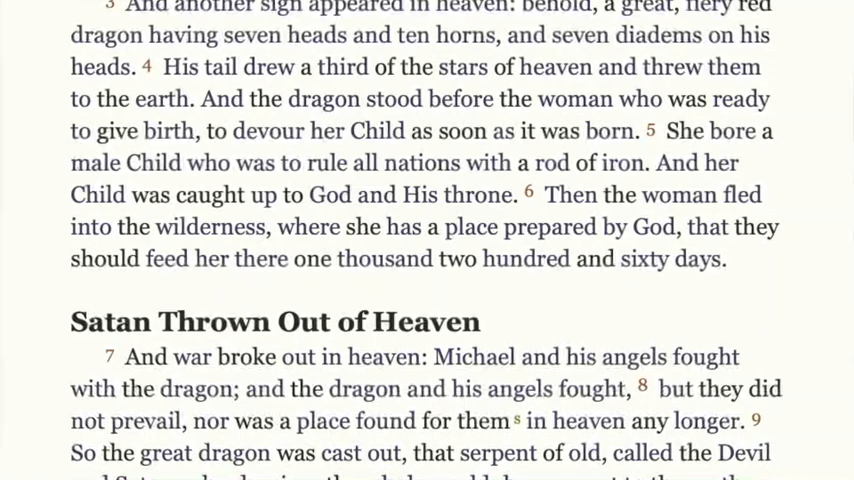 3 And another sign appeared in heaven: behold, a great, fiery red
dragon having seven heads and ten horns, and seven diadems on his
heads. 4 His tail drew a third of the stars of heaven and threw them
to the earth. And the dragon stood before the woman who was ready
to give birth, to devour her Child as soon as it was born. 5 She bore a
male Child who was to rule all nations with a rod of iron. And her
Child was caught up to God and His throne. 6 Then the woman fled
into the wilderness, where she has a place prepared by God, that they
should feed her there one thousand two hundred and sixty days.
Satan Thrown Out of Heaven
7 And war broke out in heaven: Michael and his angels fought
with the dragon; and the dragon and his angels fought, 8 but they did
not prevail, nor was a place found for them s in heaven any longer. 9
So the great dragon was cast out, that serpent of old, called the Devil